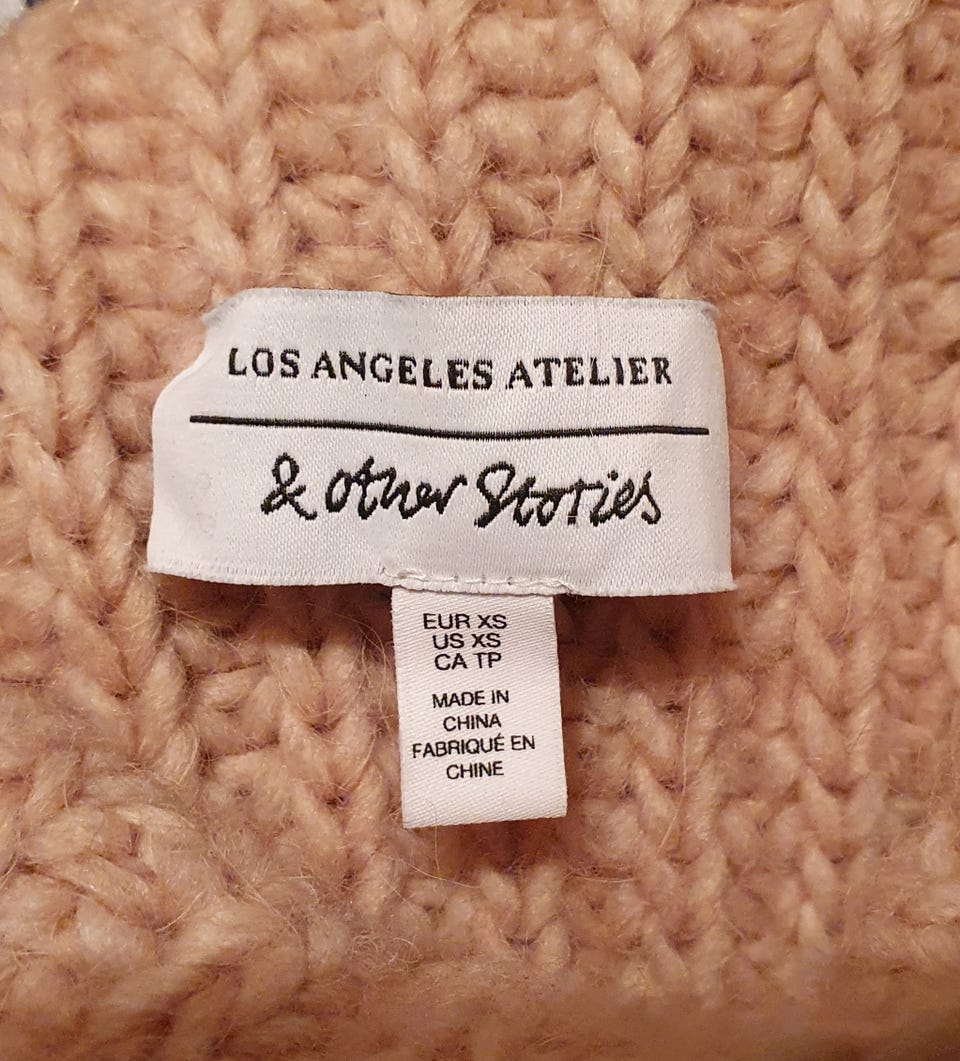 LOS ANGELES ATELIER
& other Stories
EUR XS
US XS
CA TP
MADE IN
CHINA
FABRIQUÉ EN
CHINE